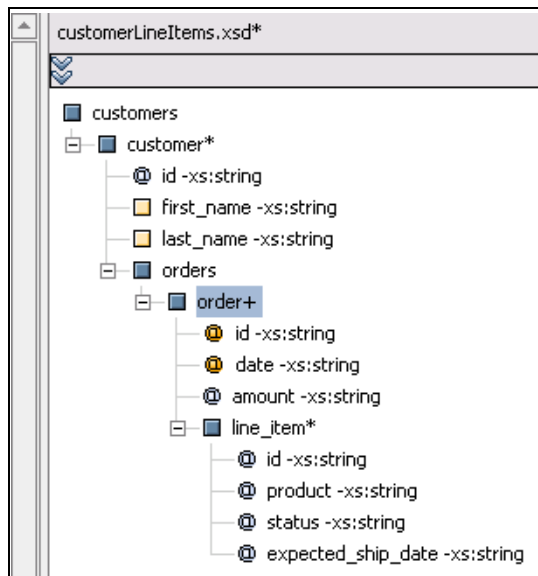 customerLineItems.xsd*
customers
customer*
@ id -xs:string
first_name -xs:string
last_name -xs:string
orders
order+
@ id -xs:string
@ date -xs:string
@ amount -xs:string
line_item*
@ id -xs:string
@ product -xs:string
@ status -xs:string
@ expected_ship_date -xs:string